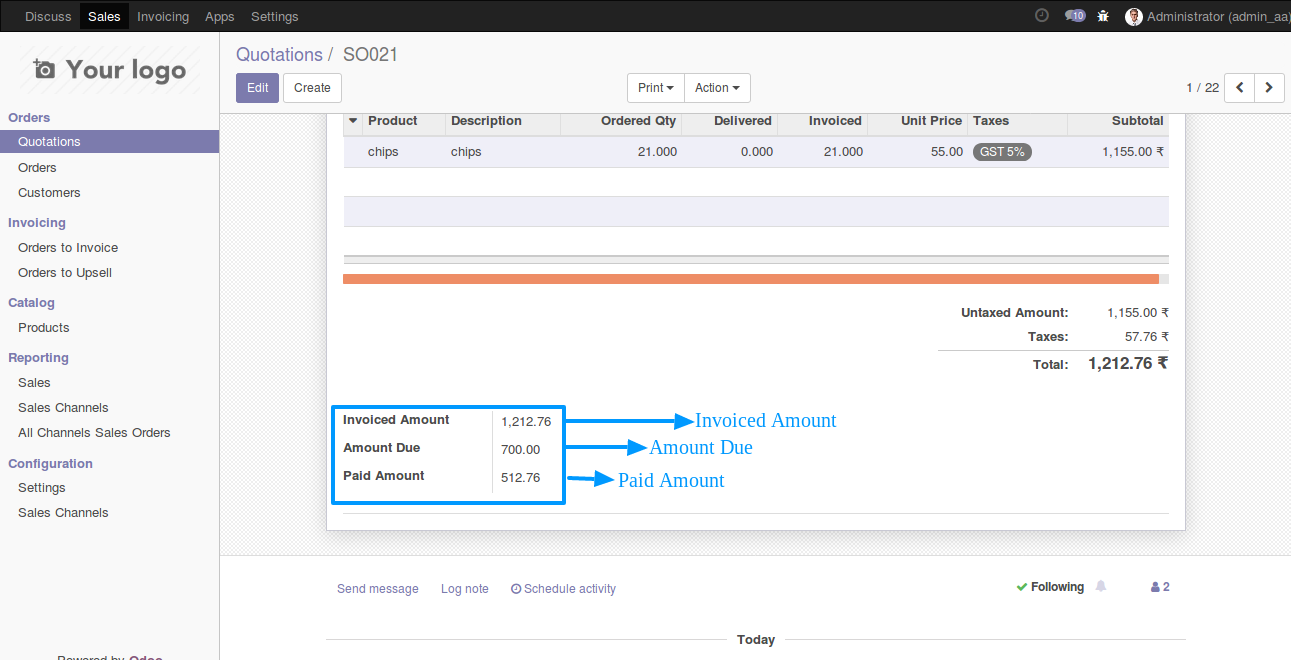 Discuss Sales Invoicing Apps Settings 10 Administrator (admin_aa)
Your logo
Quotations / SO021
Edit Create Print Action 1 / 22
Orders
Quotations
Orders
Customers
Invoicing
Orders to Invoice
Orders to Upsell
Catalog
Products
Reporting
Sales
Sales Channels
All Channels Sales Orders
Configuration
Settings
Sales Channels
Powered by Odoo
Product Description Ordered Qty Delivered Invoiced Unit Price Taxes Subtotal
chips chips 21.000 0.000 21.000 55.00 GST 5% 1,155.00 ₹
Untaxed Amount: 1,155.00 ₹
Taxes: 57.76 ₹
Total: 1,212.76 ₹
Invoiced Amount 1,212.76 Invoiced Amount
Amount Due 700.00 Amount Due
Paid Amount 512.76 Paid Amount
Send message Log note Schedule activity Following 2
Today